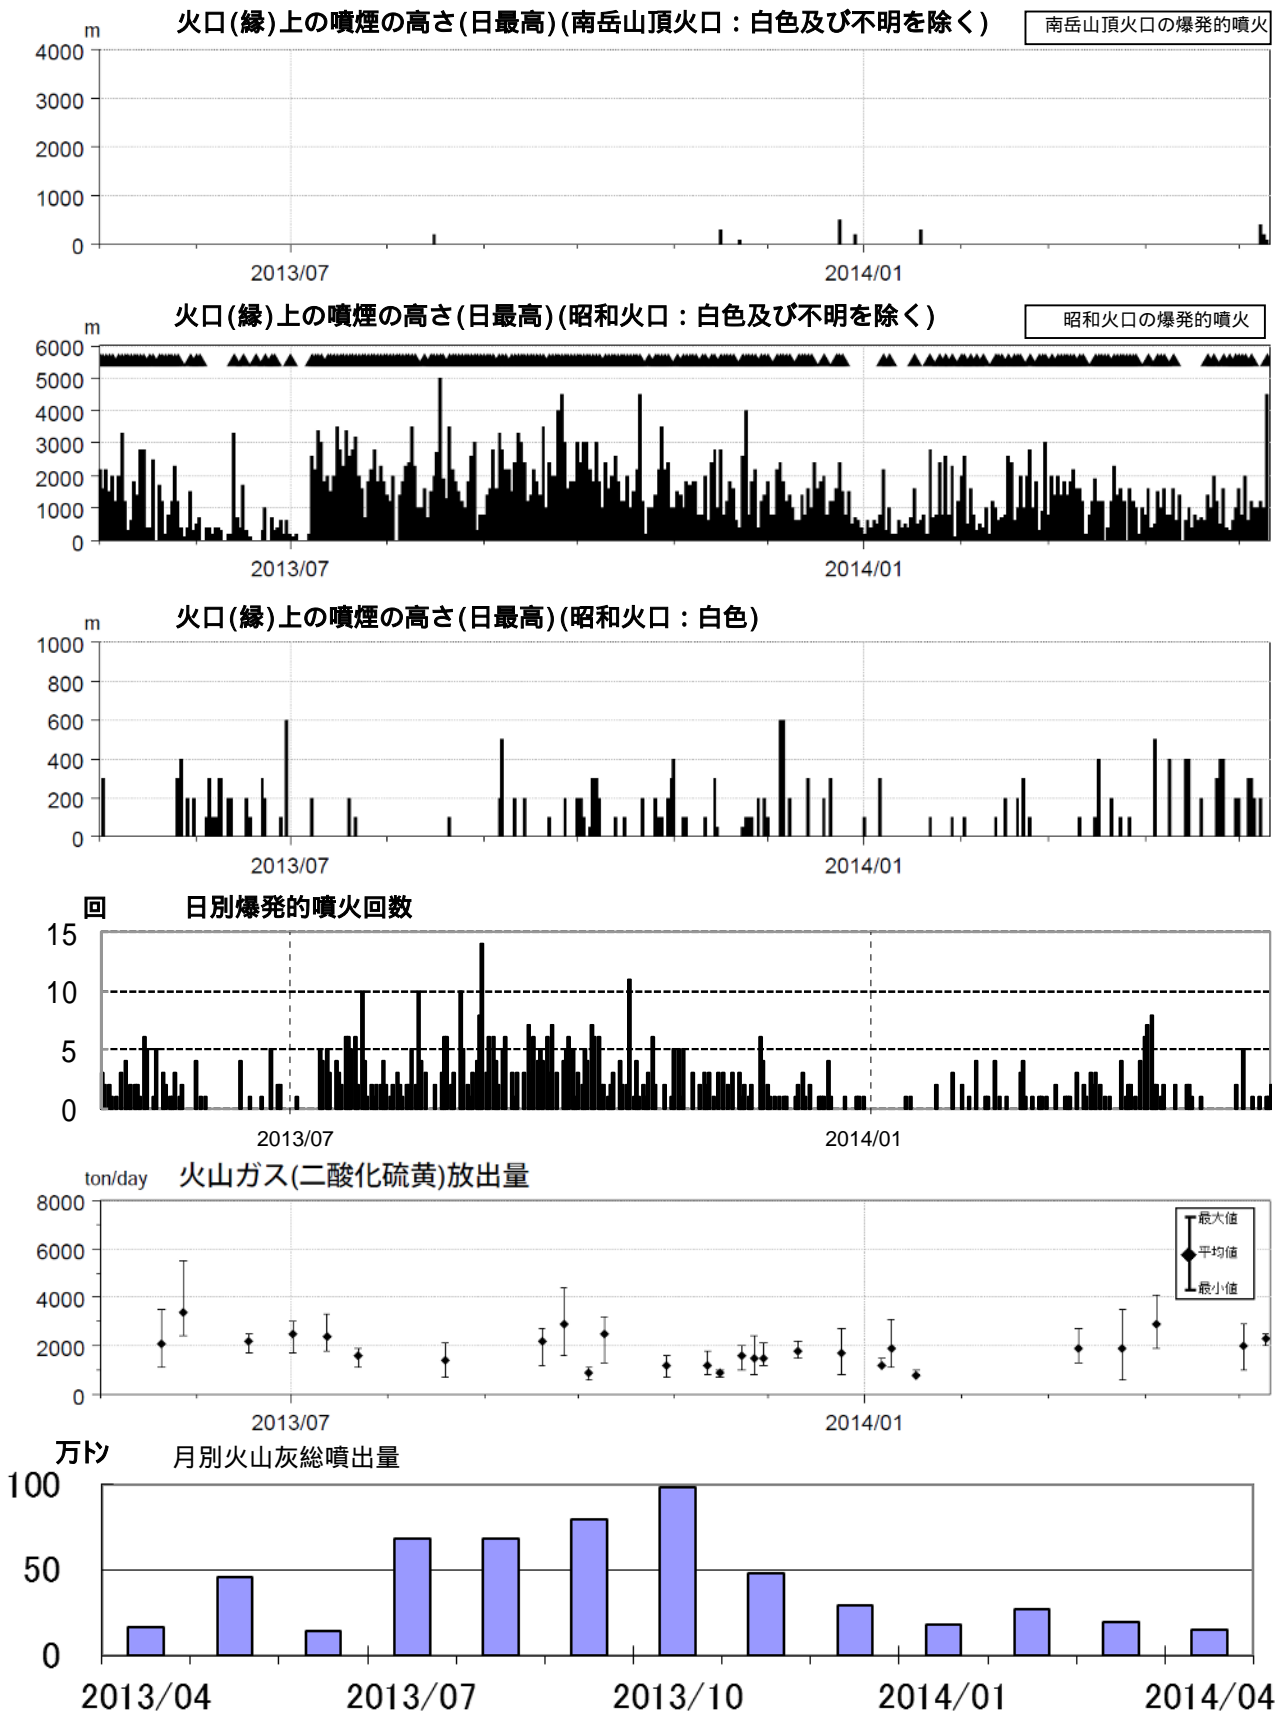 火口(縁)上の噴煙の高さ(日最高)(南岳山頂火口：白色及び不明を除く)
南岳山頂火口の爆発的噴火
m
4000
3000
2000
1000
0
2013/07
2014/01
火口(縁)上の噴煙の高さ(日最高)(昭和火口：白色及び不明を除く)
昭和火口の爆発的噴火
m
6000
5000
4000
3000
2000
1000
0
2013/07
2014/01
火口(縁)上の噴煙の高さ(日最高)(昭和火口：白色)
m
1000
800
600
400
200
0
2013/07
2014/01
回
日別爆発的噴火回数
15
10
5
0
2013/07
2014/01
ton/day
火山ガス(二酸化硫黄)放出量
8000
6000
4000
2000
0
最大値
平均値
最小値
2013/07
2014/01
万トン
月別火山灰総噴出量
100
50
0
2013/04
2013/07
2013/10
2014/01
2014/04